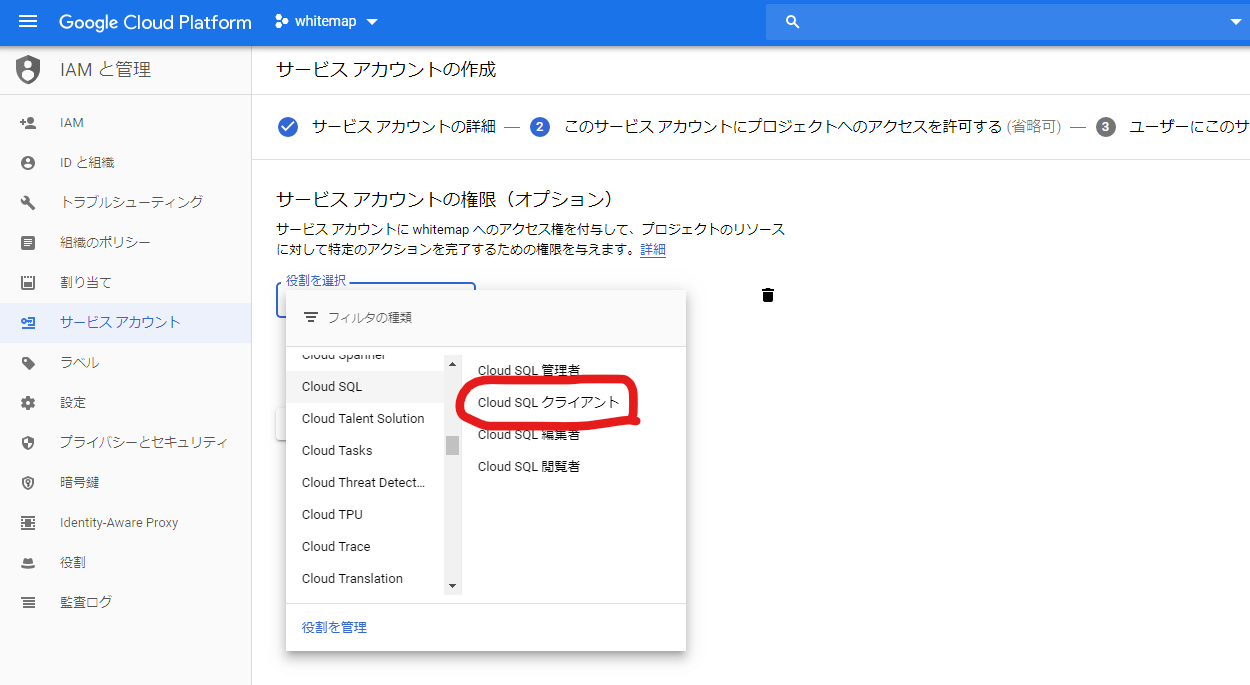 Google Cloud Platform
whitemap
IAM と管理
サービス アカウントの作成
IAM
ID と組織
トラブルシューティング
組織のポリシー
割り当て
サービス アカウント
ラベル
設定
プライバシーとセキュリティ
暗号鍵
Identity-Aware Proxy
役割
監査ログ
サービス アカウントの詳細 — 2 このサービス アカウントにプロジェクトへのアクセスを許可する (省略可) — 3 ユーザーにこのサ
サービス アカウントの権限（オプション）
サービス アカウントに whitemap へのアクセス権を付与して、プロジェクトのリソース
に対して特定のアクションを完了するための権限を与えます。詳細
役割を選択
フィルタの種類
Cloud Spanner
Cloud SQL
Cloud Talent Solution
Cloud Tasks
Cloud Threat Detect...
Cloud TPU
Cloud Trace
Cloud Translation
Cloud SQL 管理者
Cloud SQL クライアント
Cloud SQL 編集者
Cloud SQL 閲覧者
役割を管理